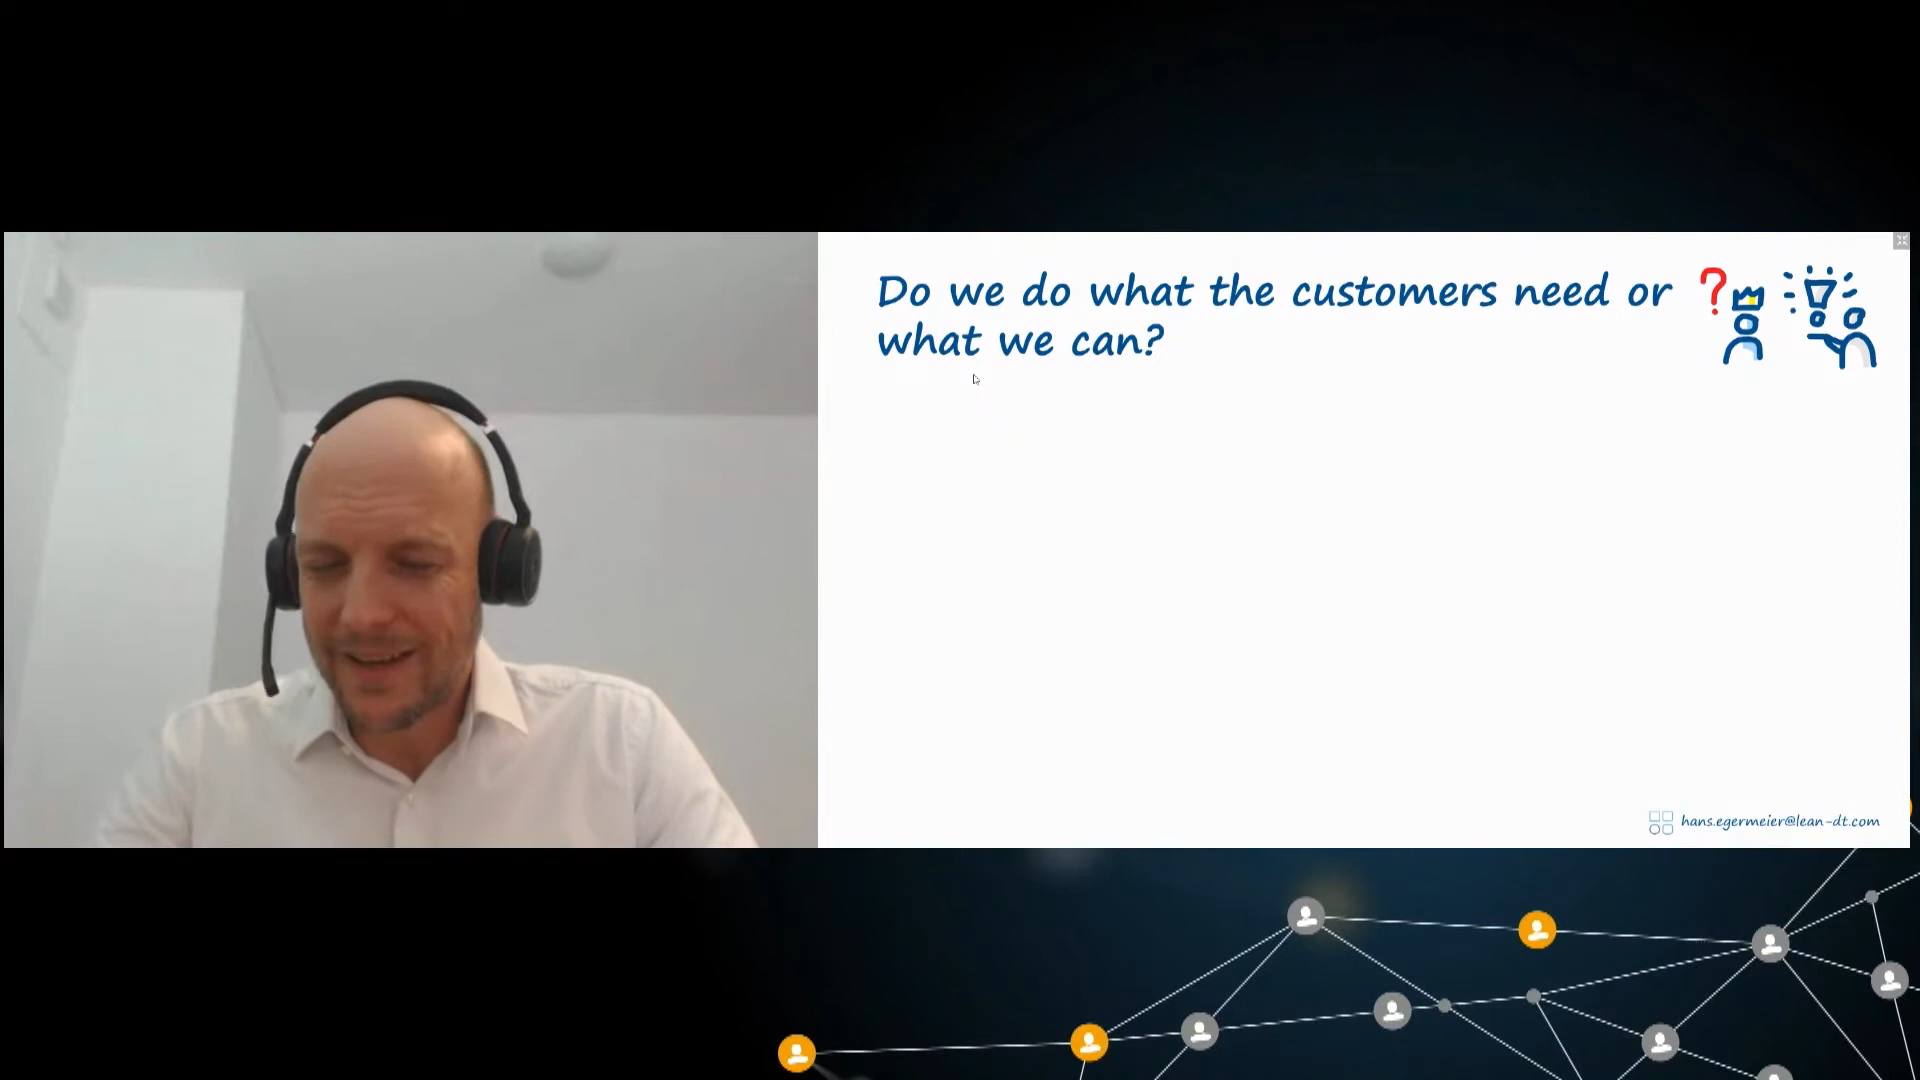 Do we do what the customers need or
what we can?
?
hans.egermeier@lean-dt.com